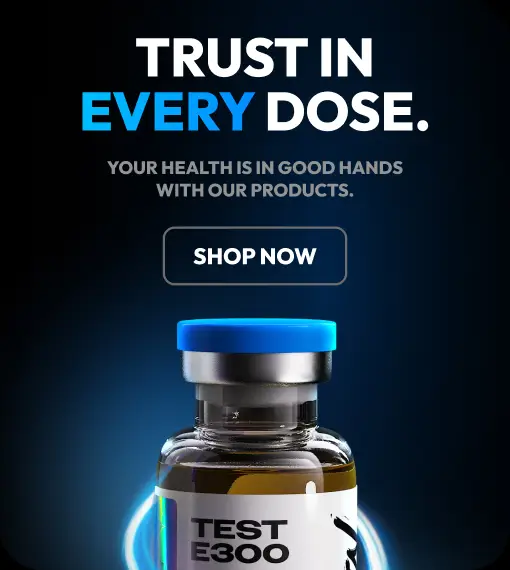 TRUST IN
EVERY DOSE.
YOUR HEALTH IS IN GOOD HANDS
WITH OUR PRODUCTS.
SHOP NOW
TEST
E300